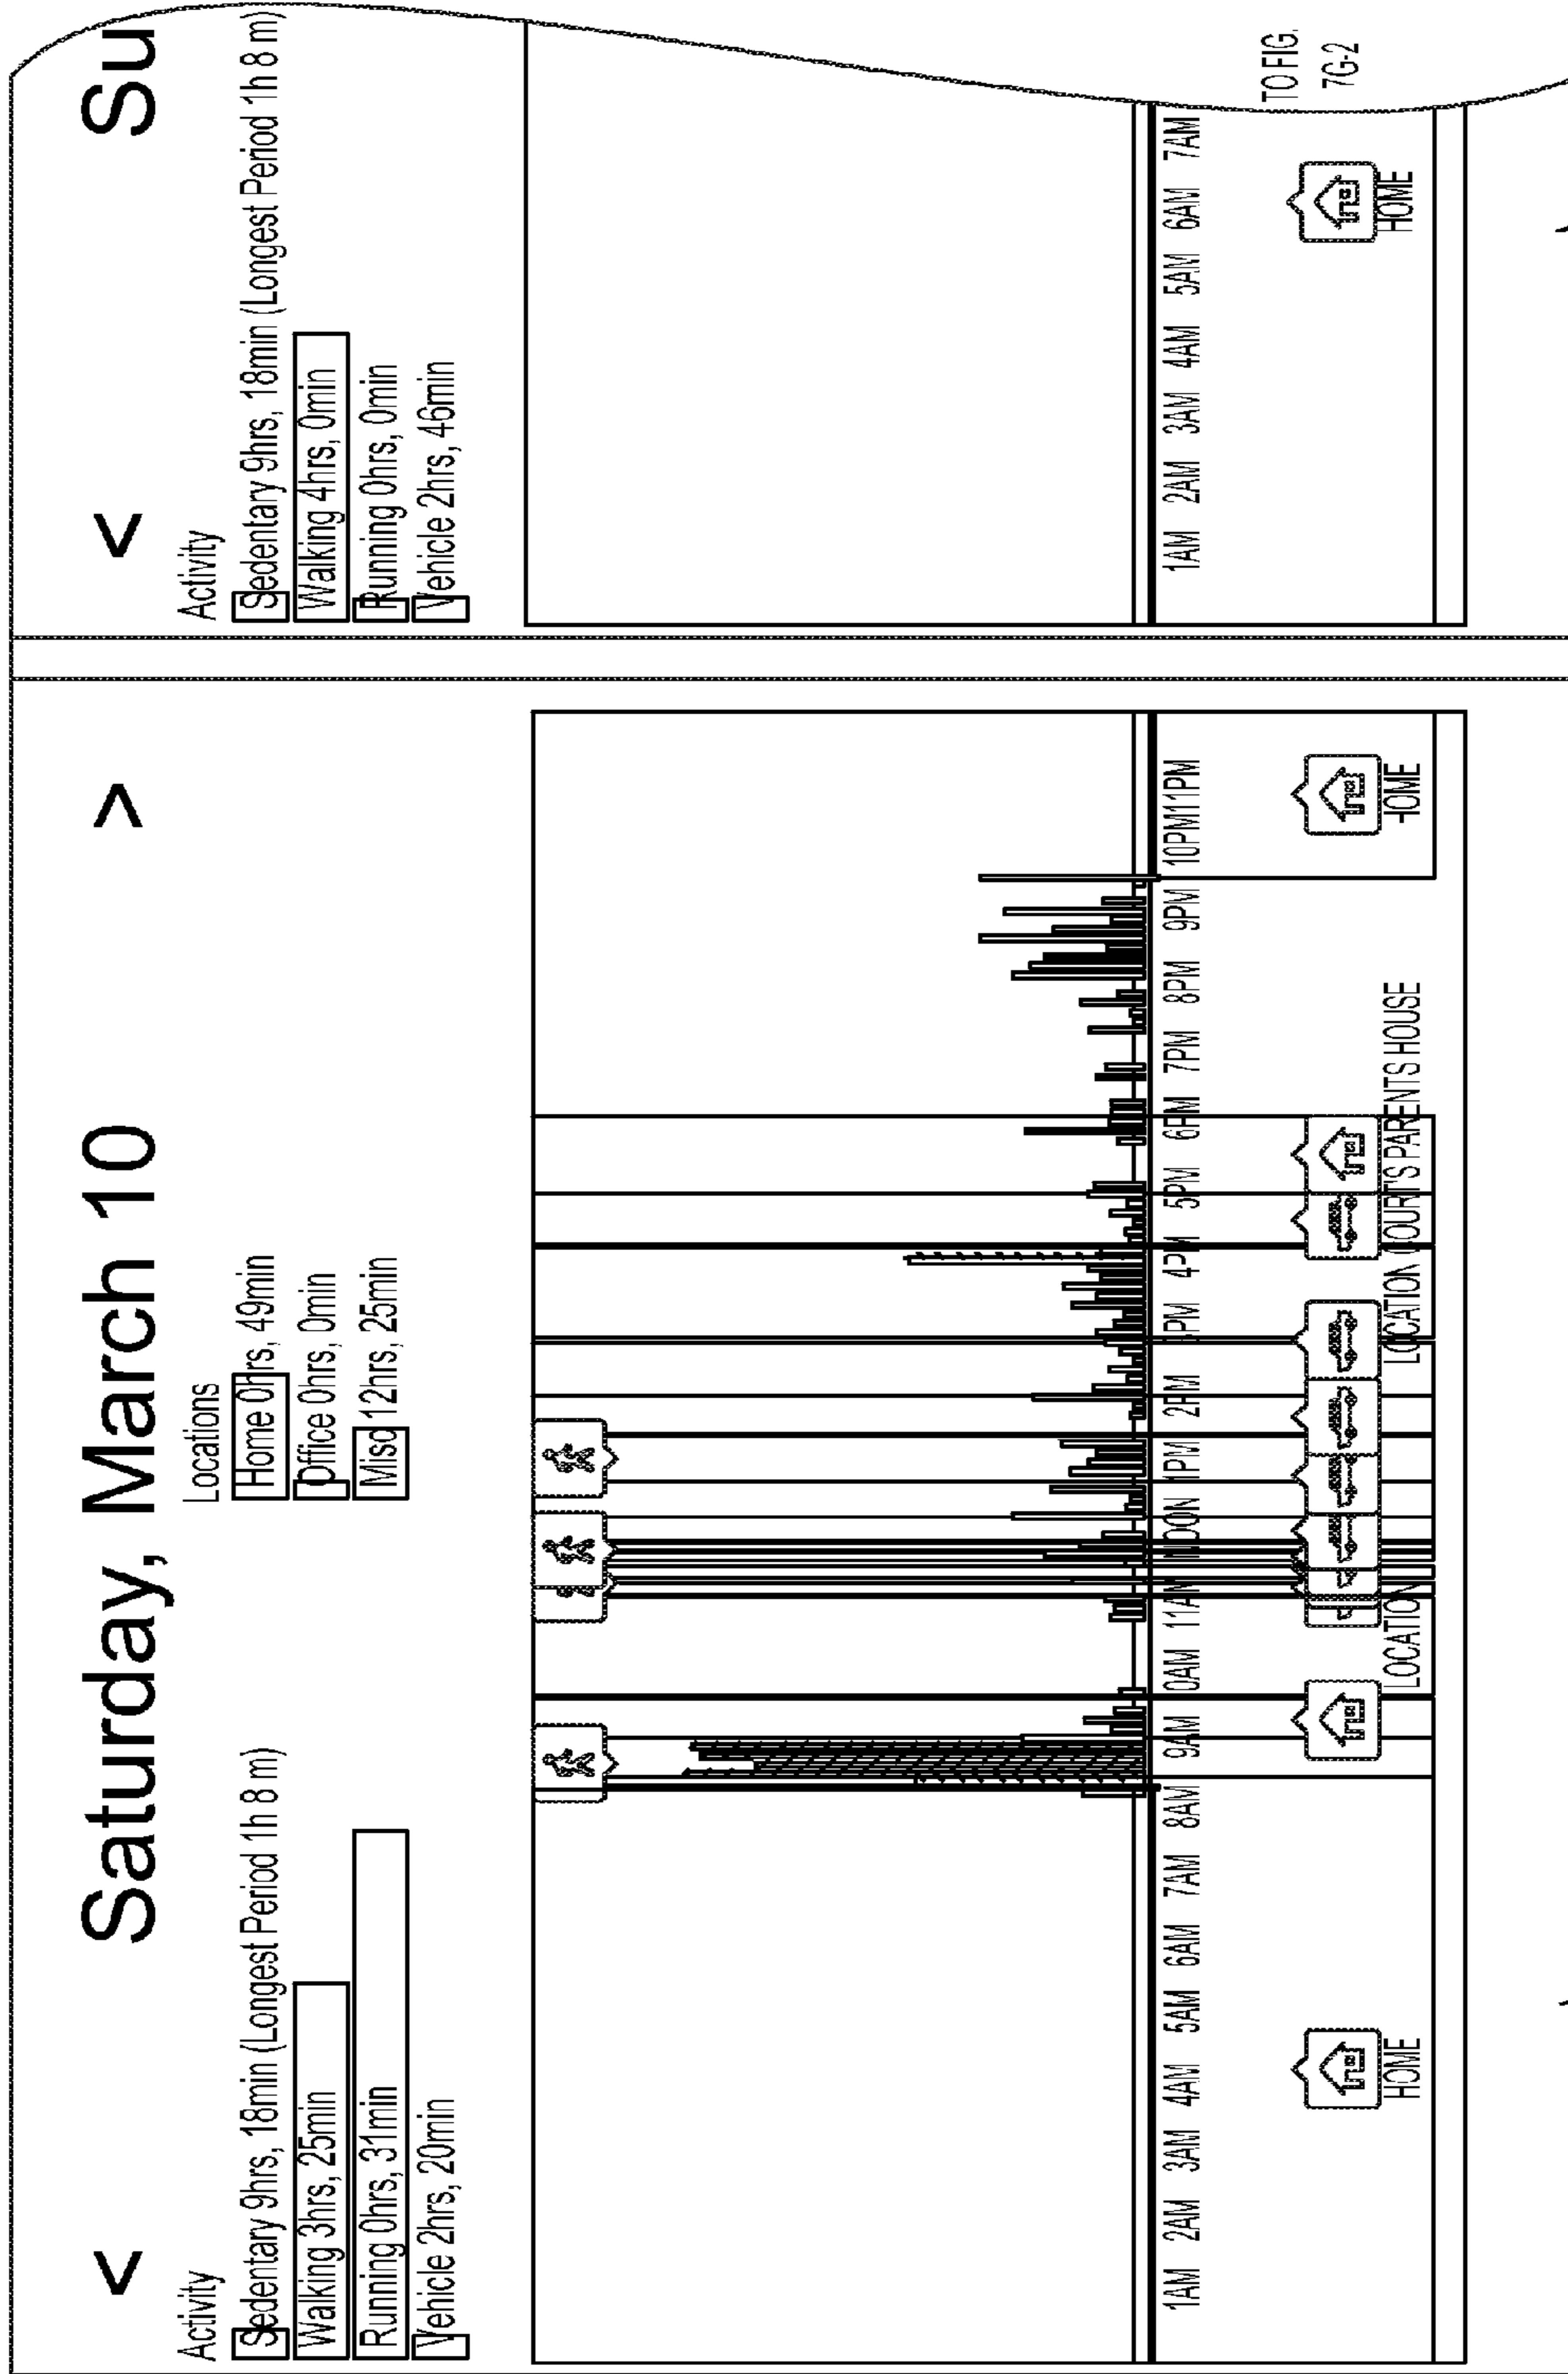 < Saturday, March 10 >
Activity
Sedentary 9hrs, 18min (Longest Period 1h 8 m)
Walking 3hrs, 25min
Running 0hrs, 31min
Vehicle 2hrs, 20min
Locations
Home 0hrs, 49min
Office 0hrs, 0min
Misc 12hrs, 25min
1AM 2AM 3AM 4AM 5AM 6AM 7AM 8AM 9AM 0AM 11AM NOON 1PM 2PM 3PM 4PM 5PM 6PM 7PM 8PM 9PM 10PM 11PM
HOME LOCATION LOCATION COURT'S PARENTS HOUSE HOME
< Su
Activity
Sedentary 9hrs, 18min (Longest Period 1h 8 m)
Walking 4hrs, 0min
Running 0hrs, 0min
Vehicle 2hrs, 46min
1AM 2AM 3AM 4AM 5AM 6AM 7AM
HOME
TO FIG.
7G-2